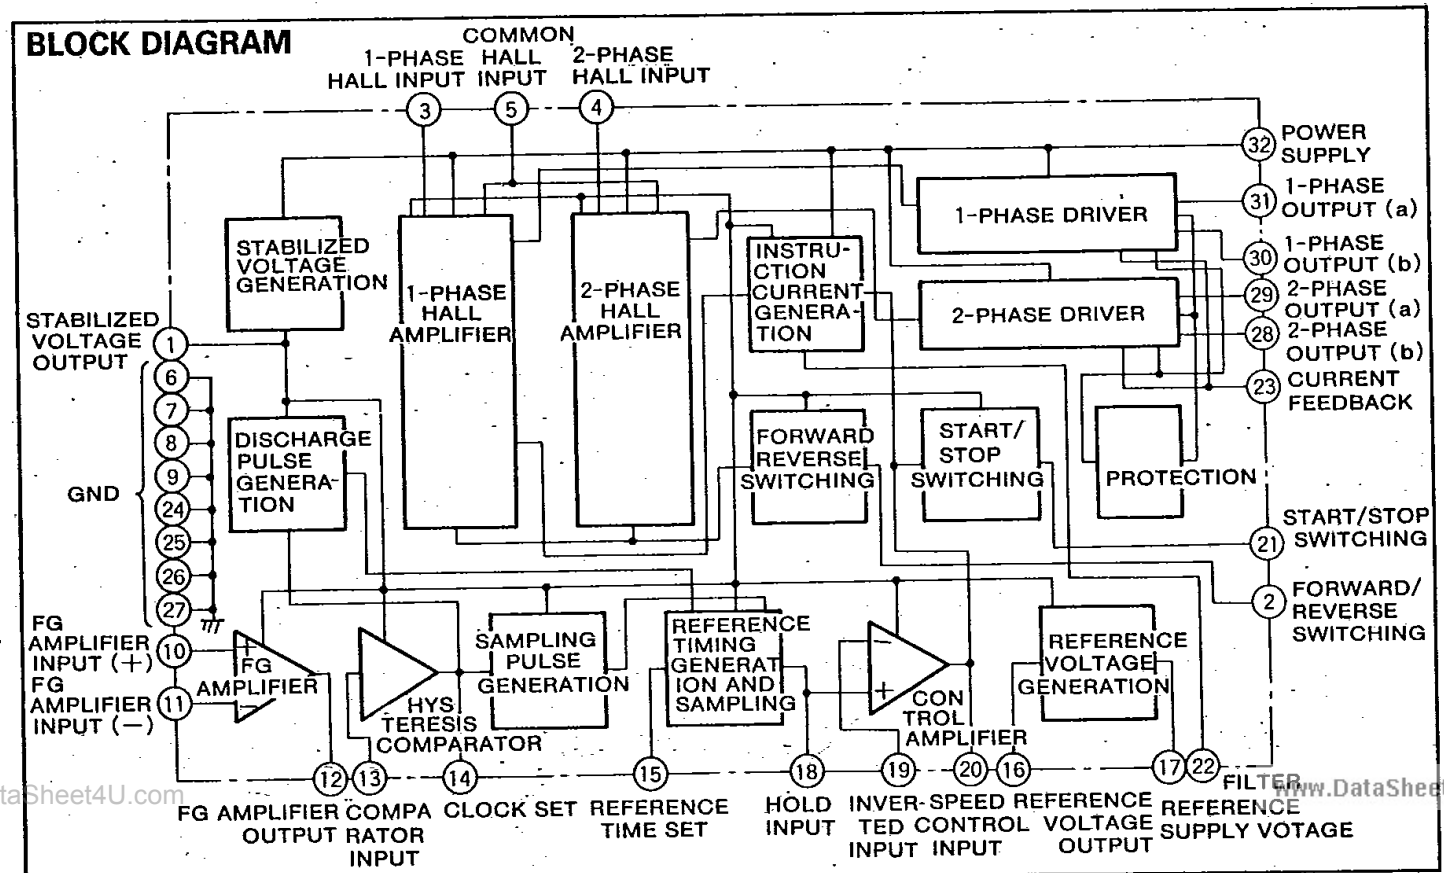 BLOCK DIAGRAM
1-PHASE
HALL INPUT
COMMON
HALL
INPUT
2-PHASE
HALL INPUT
3
5
4
32
POWER
SUPPLY
31
1-PHASE
OUTPUT (a)
30
1-PHASE
OUTPUT (b)
29
2-PHASE
OUTPUT (a)
28
2-PHASE
OUTPUT (b)
23
CURRENT
FEEDBACK
1-PHASE DRIVER
2-PHASE DRIVER
STABILIZED
VOLTAGE
GENERATION
1-PHASE
HALL
AMPLIFIER
2-PHASE
HALL
AMPLIFIER
INSTRU-
CTION
CURRENT
GENERA-
TION
STABILIZED
VOLTAGE
OUTPUT
1
6
7
8
9
24
25
26
27
GND
DISCHARGE
PULSE
GENERA-
TION
FORWARD
REVERSE
SWITCHING
START/
STOP
SWITCHING
PROTECTION
21
START/STOP
SWITCHING
2
FORWARD/
REVERSE
SWITCHING
FG
AMPLIFIER
INPUT (+)
10
FG
AMPLIFIER
INPUT (−)
11
+
FG
AMPLIFIER
−
HYS
TERESIS
COMPARATOR
SAMPLING
PULSE
GENERATION
REFERENCE
TIMING
GENERAT
ION AND
SAMPLING
−
+
CON
TROL
AMPLIFIER
REFERENCE
VOLTAGE
GENERATION
12
13
14
15
18
19
20
16
17
22
FG AMPLIFIER
OUTPUT
COMPA
RATOR
INPUT
CLOCK SET
REFERENCE
TIME SET
HOLD
INPUT
INVER-
TED
INPUT
SPEED
CONTROL
INPUT
REFERENCE
VOLTAGE
OUTPUT
REFERENCE
SUPPLY VOTAGE
FILTER
taSheet4U.com
www.DataSheet